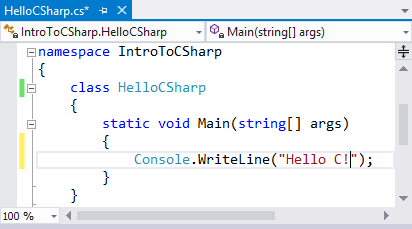 HelloCSharp.cs*
IntroToCSharp.HelloCSharp Main(string[] args)
namespace IntroToCSharp
{
    class HelloCSharp
    {
        static void Main(string[] args)
        {
            Console.WriteLine("Hello C!");
        }
    }
100 %